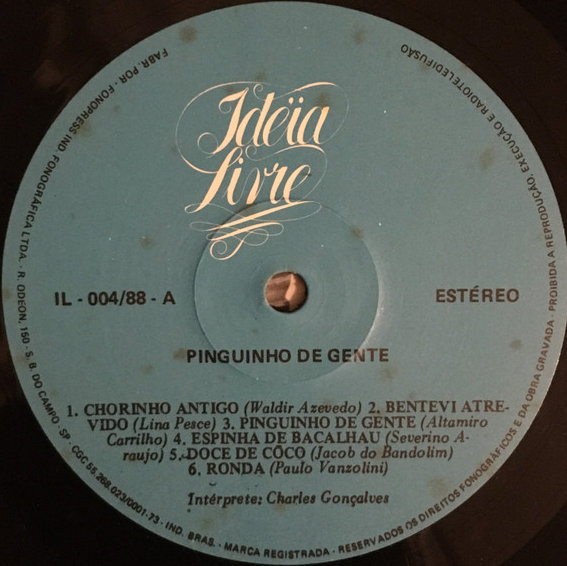 Idéia
Livre
IL - 004/88 - A
ESTÉREO
PINGUINHO DE GENTE
1. CHORINHO ANTIGO (Waldir Azevedo) 2. BENTEVI ATRE-
VIDO (Lina Pesce) 3. PINGUINHO DE GENTE (Altamiro
Carrilho) 4. ESPINHA DE BACALHAU (Severino A-
raujo) 5. DOCE DE CÔCO (Jacob do Bandolim)
6. RONDA (Paulo Vanzolini)
Intérprete: Charles Gonçalves
FABR. POR - FONOPRESS IND. FONOGRÁFICA LTDA. - R. ODEON, 150 - S. B. DO CAMPO - SP - CGC 55.268.023/0001-73 - IND. BRAS. - MARCA REGISTRADA - RESERVADOS OS DIREITOS FONOGRÁFICOS E DA OBRA GRAVADA - PROIBIDA A REPRODUÇÃO, EXECUÇÃO E RADIOTELEDIFUSÃO